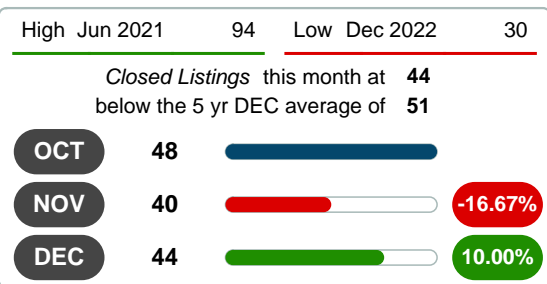 High Jun 2021 94 Low Dec 2022 30
Closed Listings this month at 44
below the 5 yr DEC average of 51
OCT 48
NOV 40 -16.67%
DEC 44 10.00%